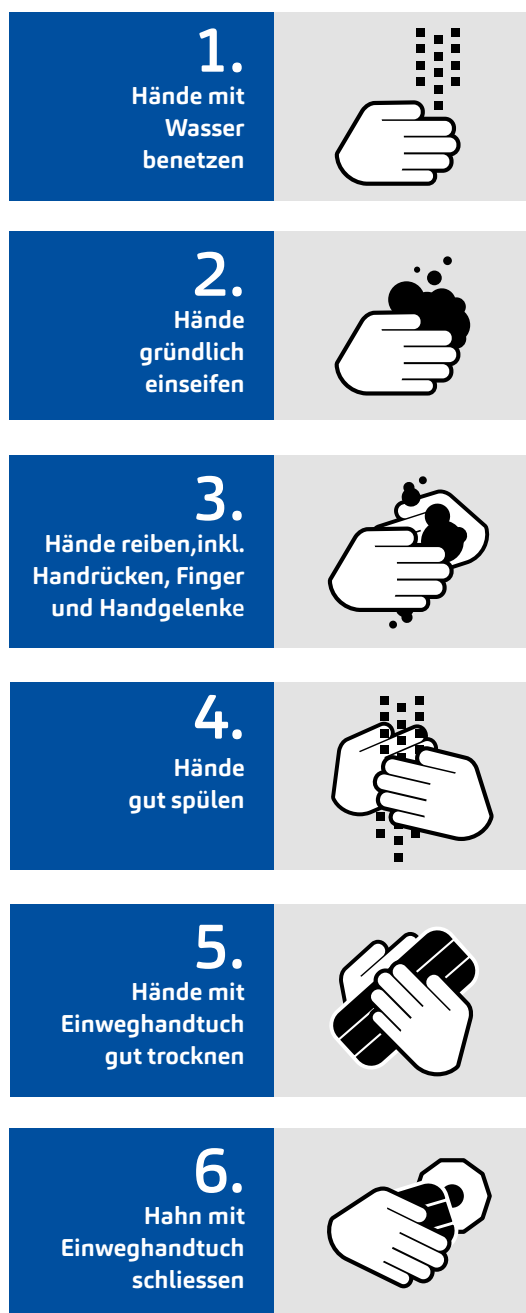 1.
Hände mit
Wasser
benetzen
2.
Hände
gründlich
einseifen
3.
Hände reiben,inkl.
Handrücken, Finger
und Handgelenke
4.
Hände
gut spülen
5.
Hände mit
Einweghandtuch
gut trocknen
6.
Hahn mit
Einweghandtuch
schliessen